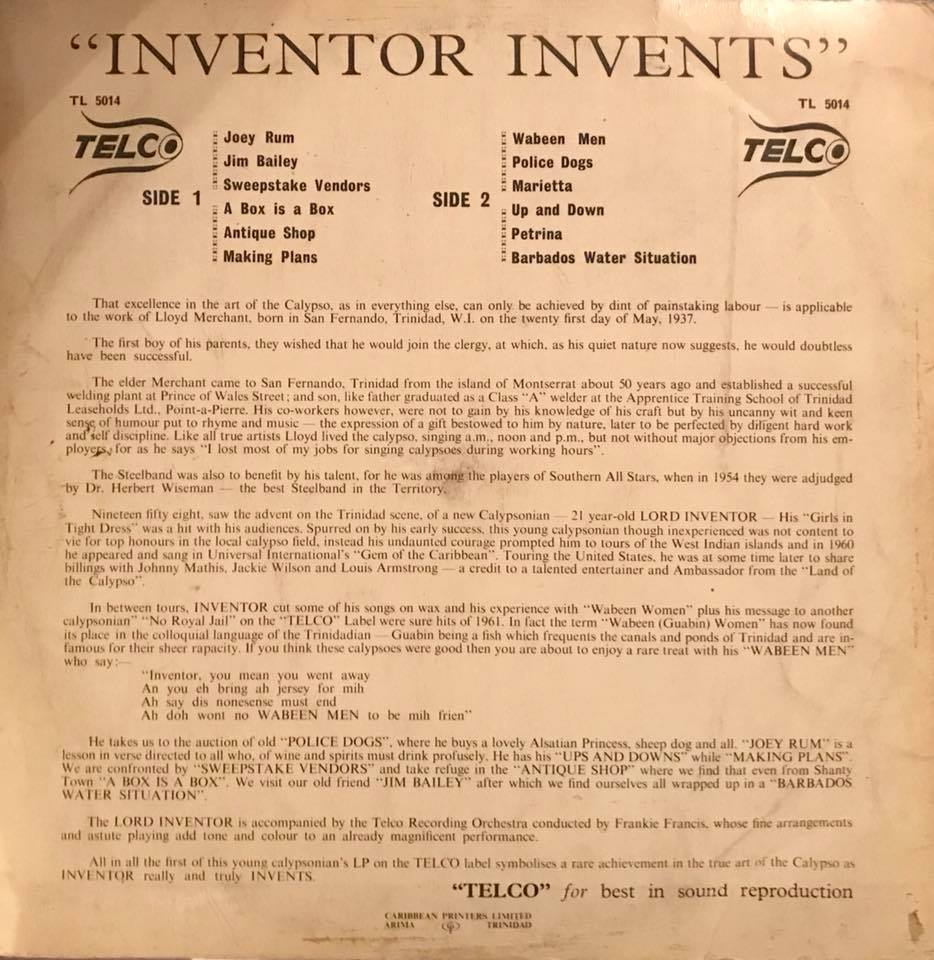 "INVENTOR INVENTS"
TL 5014
TL 5014
TELCO
TELCO
SIDE 1
Joey Rum
Jim Bailey
Sweepstake Vendors
A Box is a Box
Antique Shop
Making Plans
SIDE 2
Wabeen Men
Police Dogs
Marietta
Up and Down
Petrina
Barbados Water Situation
That excellence in the art of the Calypso, as in everything else, can only be achieved by dint of painstaking labour — is applicable
to the work of Lloyd Merchant, born in San Fernando, Trinidad, W.I. on the twenty first day of May, 1937.
The first boy of his parents, they wished that he would join the clergy, at which, as his quiet nature now suggests, he would doubtless
have been successful.
The elder Merchant came to San Fernando, Trinidad from the island of Montserrat about 50 years ago and established a successful
welding plant at Prince of Wales Street; and son, like father graduated as a Class "A" welder at the Apprentice Training School of Trinidad
Leaseholds Ltd., Point-a-Pierre. His co-workers however, were not to gain by his knowledge of his craft but by his uncanny wit and keen
sense of humour put to rhyme and music — the expression of a gift bestowed to him by nature, later to be perfected by diligent hard work
and self discipline. Like all true artists Lloyd lived the calypso, singing a.m., noon and p.m., but not without major objections from his em-
ployers, for as he says "I lost most of my jobs for singing calypsoes during working hours".
The Steelband was also to benefit by his talent, for he was among the players of Southern All Stars, when in 1954 they were adjudged
by Dr. Herbert Wiseman — the best Steelband in the Territory.
Nineteen fifty eight, saw the advent on the Trinidad scene, of a new Calypsonian — 21 year-old LORD INVENTOR — His "Girls in
Tight Dress" was a hit with his audiences. Spurred on by his early success, this young calypsonian though inexperienced was not content to
vie for top honours in the local calypso field, instead his undaunted courage prompted him to tours of the West Indian islands and in 1960
he appeared and sang in Universal International's "Gem of the Caribbean". Touring the United States, he was at some time later to share
billings with Johnny Mathis, Jackie Wilson and Louis Armstrong — a credit to a talented entertainer and Ambassador from the "Land of
the Calypso".
In between tours, INVENTOR cut some of his songs on wax and his experience with "Wabeen Women" plus his message to another
calypsonian" "No Royal Jail" on the "TELCO" Label were sure hits of 1961. In fact the term "Wabeen (Guabin) Women" has now found
its place in the colloquial language of the Trinidadian — Guabin being a fish which frequents the canals and ponds of Trinidad and are in-
famous for their sheer rapacity. If you think these calypsoes were good then you are about to enjoy a rare treat with his "WABEEN MEN"
who say:—
"Inventor, you mean you went away
An you eh bring ah jersey for mih
Ah say dis nonesense must end
Ah doh wont no WABEEN MEN to be mih frien"
He takes us to the auction of old "POLICE DOGS", where he buys a lovely Alsatian Princess, sheep dog and all. "JOEY RUM" is a
lesson in verse directed to all who, of wine and spirits must drink profusely. He has his "UPS AND DOWNS" while "MAKING PLANS".
We are confronted by "SWEEPSTAKE VENDORS" and take refuge in the "ANTIQUE SHOP" where we find that even from Shanty
Town "A BOX IS A BOX". We visit our old friend "JIM BAILEY" after which we find ourselves all wrapped up in a "BARBADOS
WATER SITUATION".
The LORD INVENTOR is accompanied by the Telco Recording Orchestra conducted by Frankie Francis, whose fine arrangements
and astute playing add tone and colour to an already magnificent performance.
All in all the first of this young calypsonian's LP on the TELCO label symbolises a rare achievement in the true art of the Calypso as
INVENTOR really and truly INVENTS.
"TELCO" for best in sound reproduction
CARIBBEAN PRINTERS LIMITED
ARIMA TRINIDAD